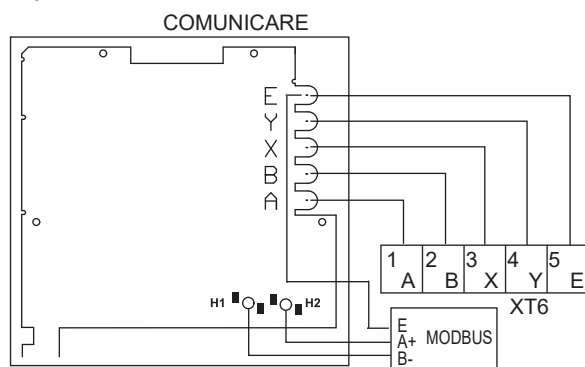 COMUNICARE
E
Y
X
B
A
1 2 3 4 5
A B X Y E
XT6
H1 H2
E
A+ MODBUS
B-